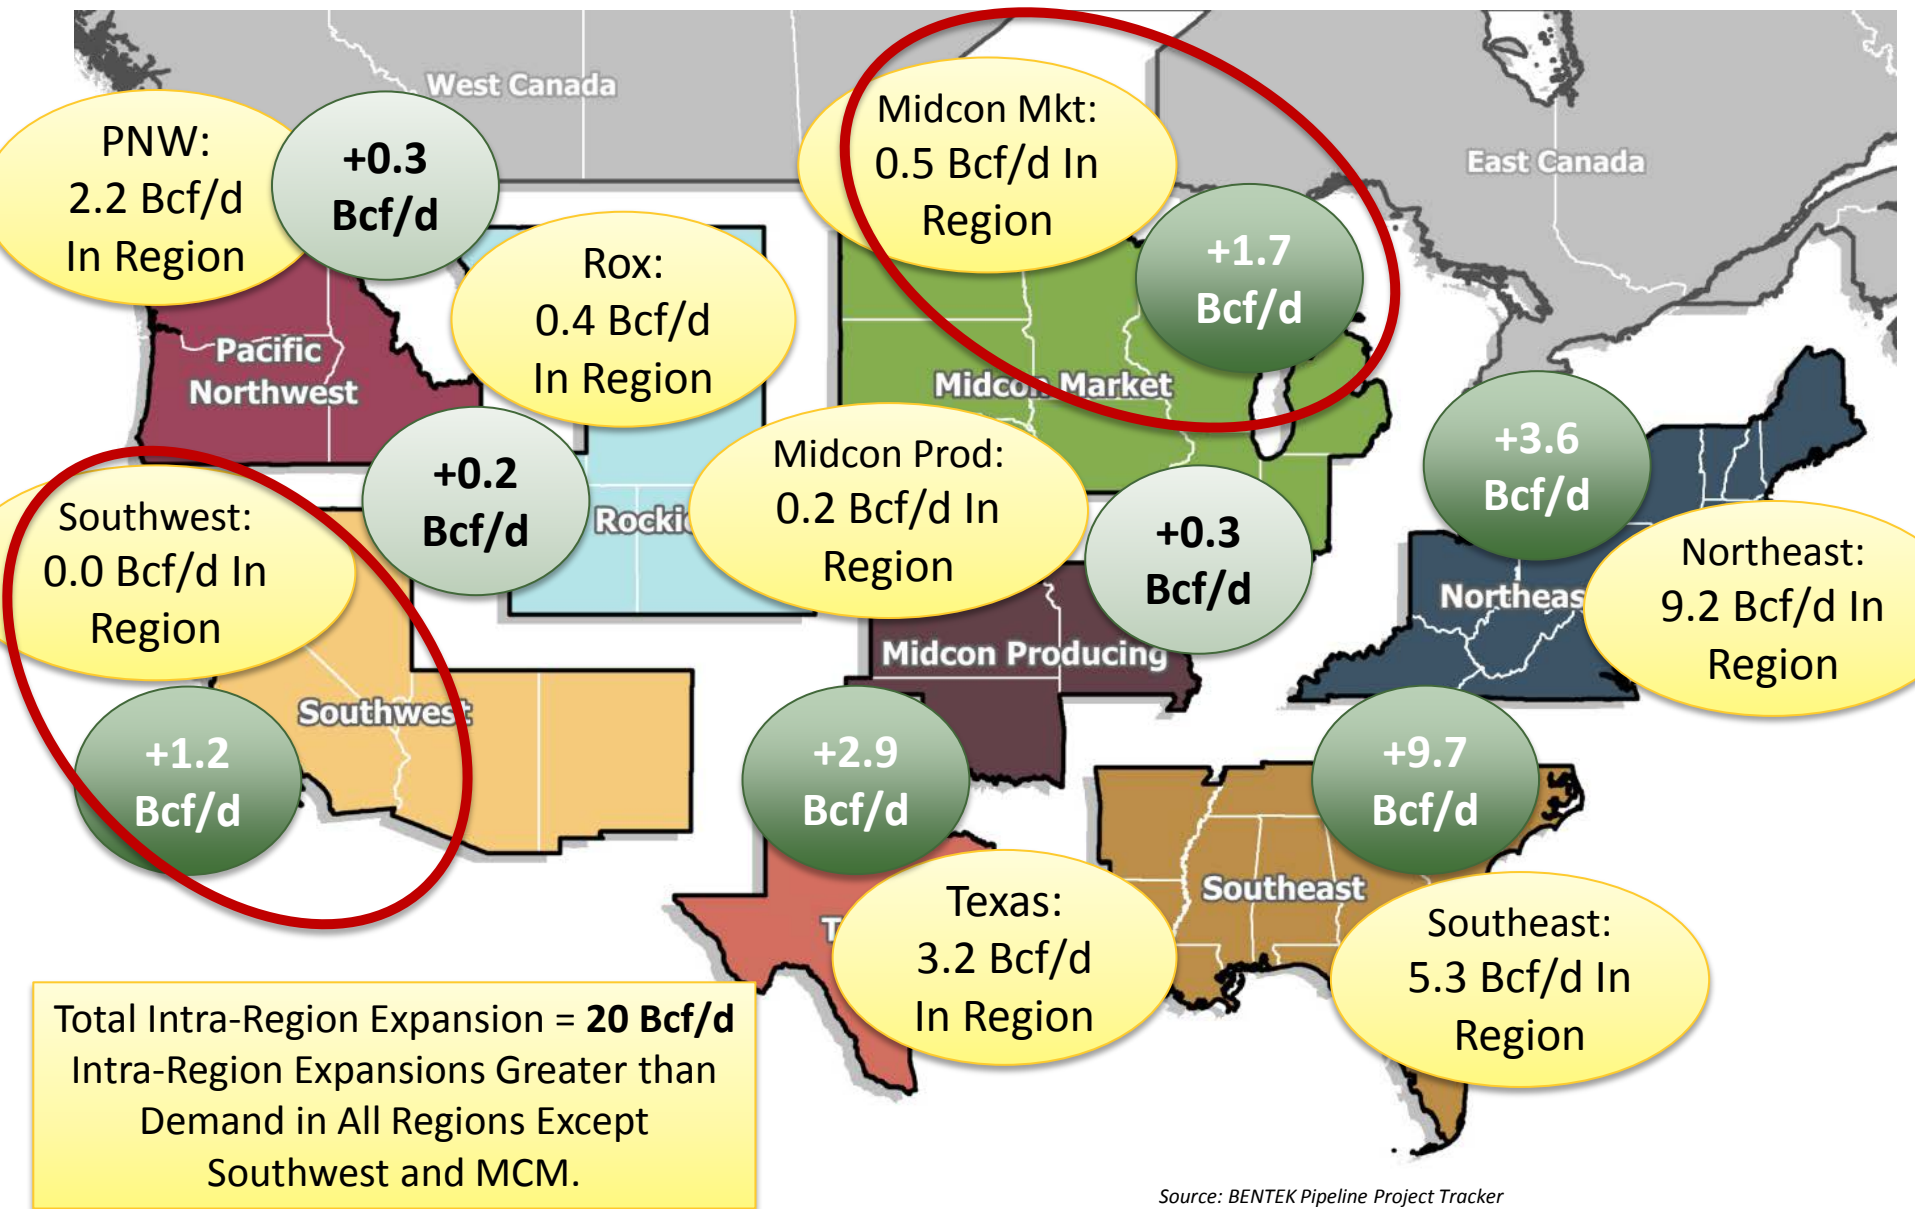 West Canada
East Canada
PNW:
2.2 Bcf/d
In Region
+0.3
Bcf/d
Midcon Mkt:
0.5 Bcf/d In
Region
+1.7
Bcf/d
Rox:
0.4 Bcf/d
In Region
Pacific
Northwest
Midcon Market
+0.2
Bcf/d
Midcon Prod:
0.2 Bcf/d In
Region
+0.3
Bcf/d
+3.6
Bcf/d
Southwest:
0.0 Bcf/d In
Region
Northeast:
9.2 Bcf/d In
Region
Midcon Producing
Southwest
+1.2
Bcf/d
+2.9
Bcf/d
+9.7
Bcf/d
Southeast
Texas:
3.2 Bcf/d
In Region
Southeast:
5.3 Bcf/d In
Region
Total Intra-Region Expansion = 20 Bcf/d
Intra-Region Expansions Greater than
Demand in All Regions Except
Southwest and MCM.
Source: BENTEK Pipeline Project Tracker